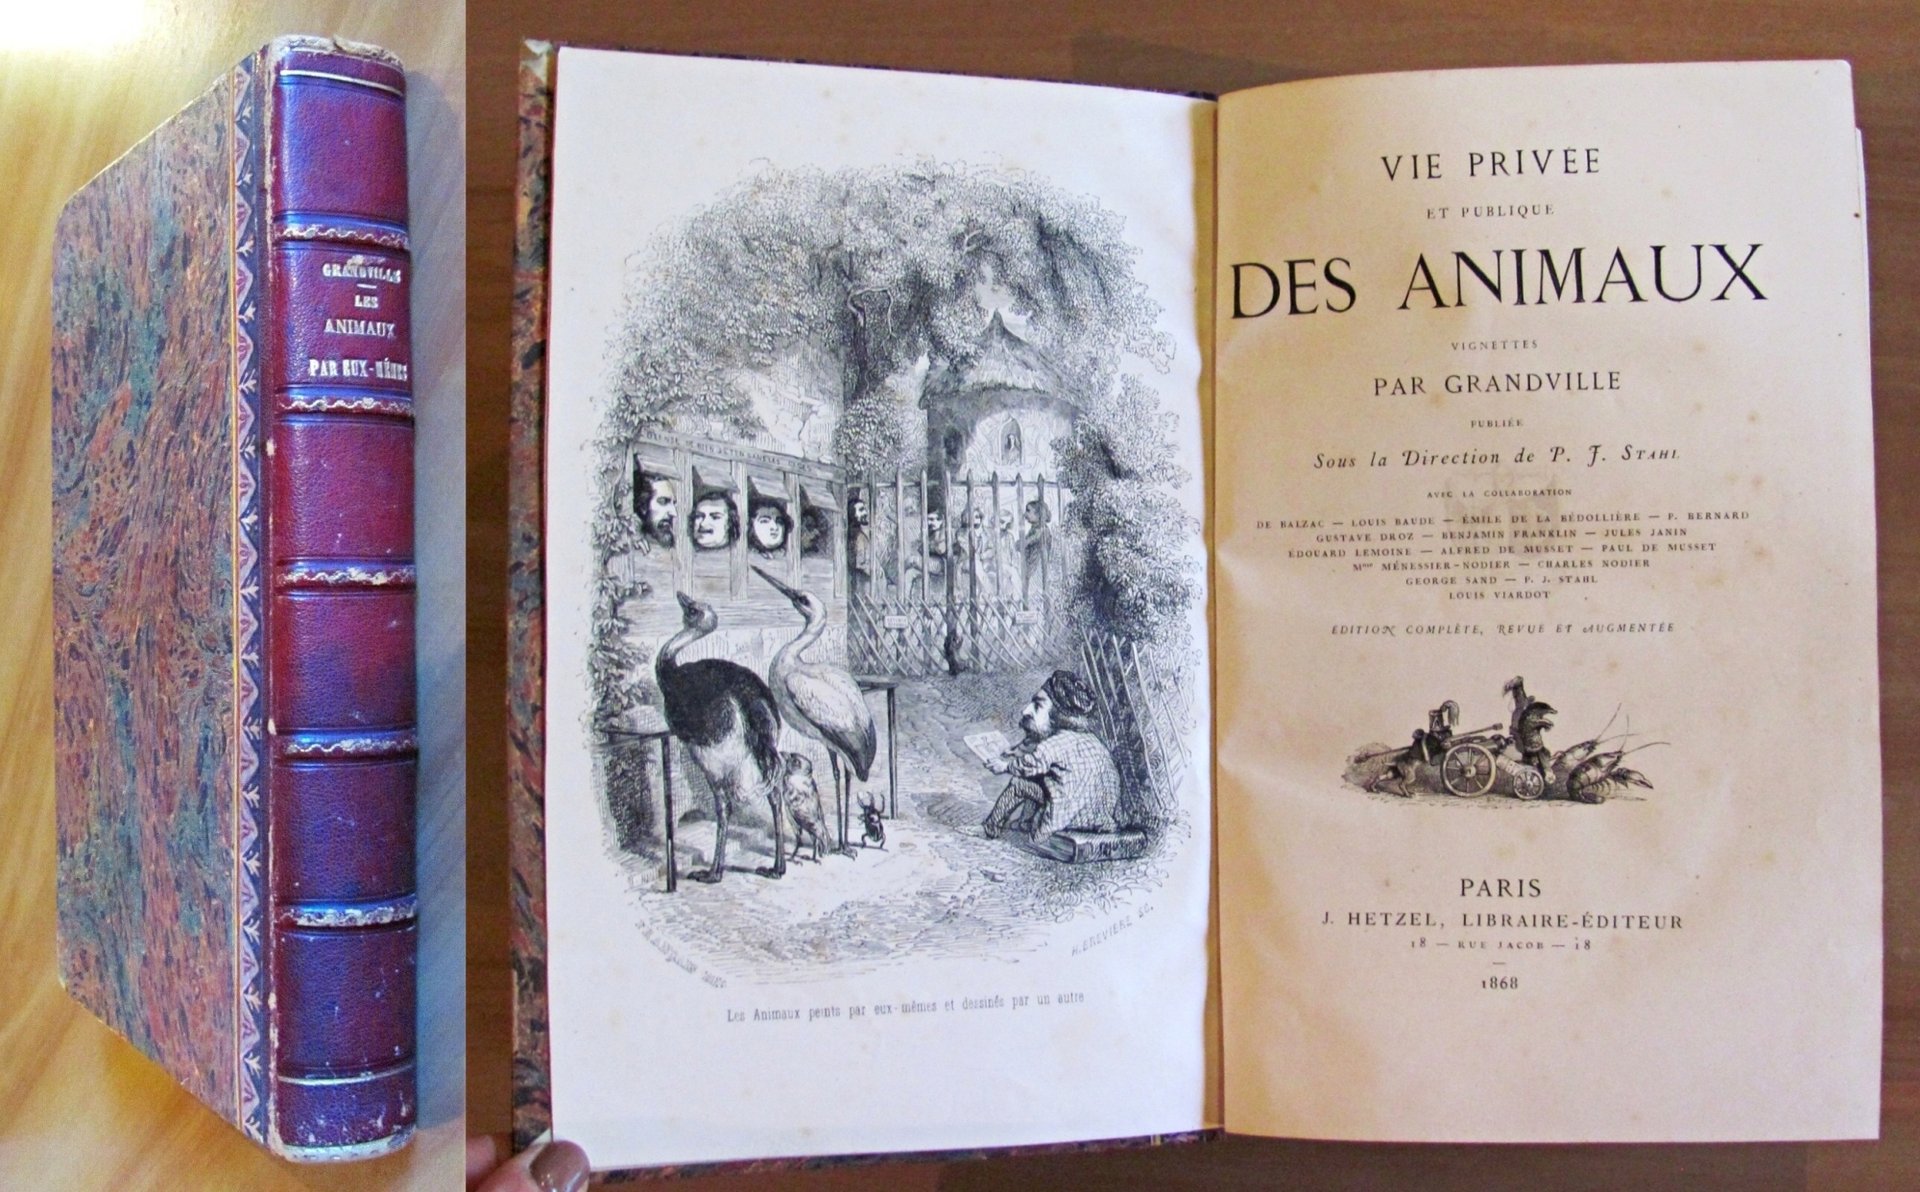 GRANDVILLE
LES
ANIMAUX
PAR EUX-MÊMES
Les Animaux peints par eux-mêmes et dessinés par un autre
VIE PRIVÉE
ET PUBLIQUE
DES ANIMAUX
VIGNETTES
PAR GRANDVILLE
PUBLIÉE
Sous la Direction de P. J. STAHL
AVEC LA COLLABORATION
DE BALZAC — LOUIS BAUDE — ÉMILE DE LA BÉDOLLIÈRE — P. BERNARD
GUSTAVE DROZ — BENJAMIN FRANKLIN — JULES JANIN
ÉDOUARD LEMOINE — ALFRED DE MUSSET — PAUL DE MUSSET
Mme MÉNESSIER-NODIER — CHARLES NODIER
GEORGE SAND — P. J. STAHL
LOUIS VIARDOT
ÉDITION COMPLÈTE, REVUE ET AUGMENTÉE
PARIS
J. HETZEL, LIBRAIRE-ÉDITEUR
18 — RUE JACOB — 18
1868